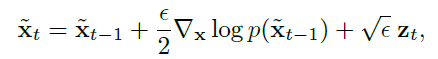 x̃_t = x̃_{t−1} + ϵ/2 ∇_x log p(x̃_{t−1}) + √ϵ z_t,